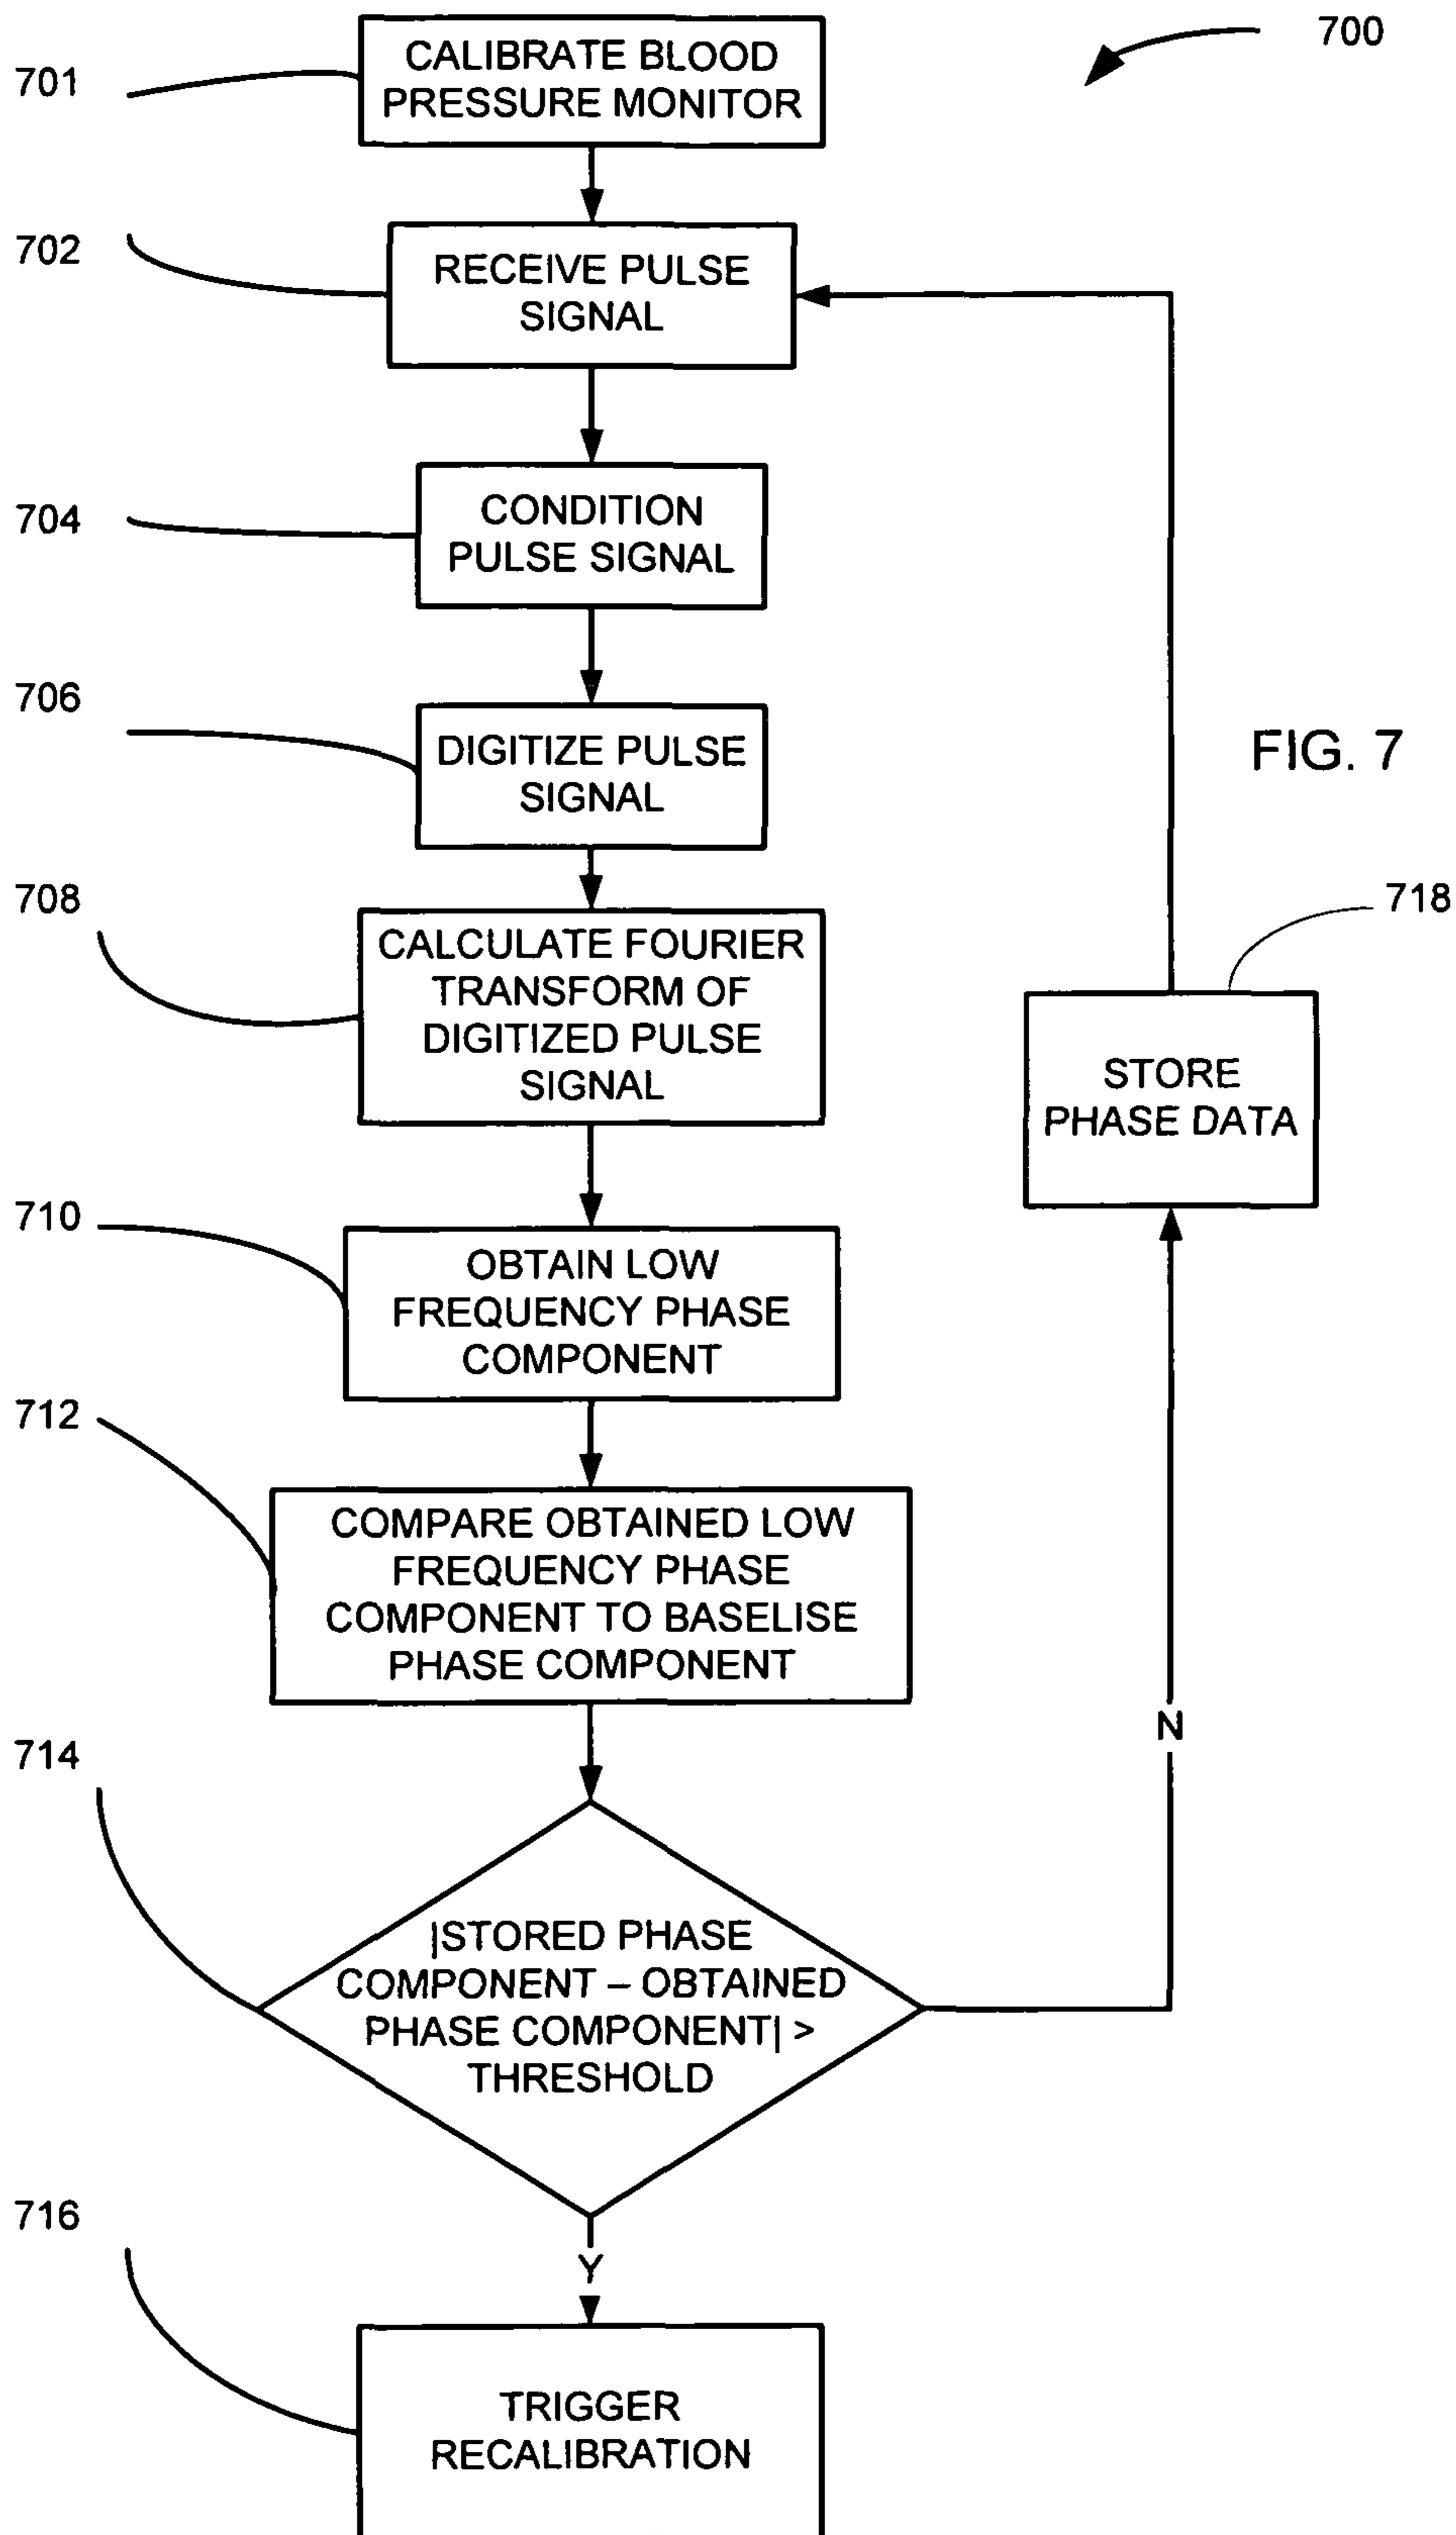 700
701
CALIBRATE BLOOD
PRESSURE MONITOR
702
RECEIVE PULSE
SIGNAL
704
CONDITION
PULSE SIGNAL
706
DIGITIZE PULSE
SIGNAL
FIG. 7
708
CALCULATE FOURIER
TRANSFORM OF
DIGITIZED PULSE
SIGNAL
718
STORE
PHASE DATA
710
OBTAIN LOW
FREQUENCY PHASE
COMPONENT
712
COMPARE OBTAINED LOW
FREQUENCY PHASE
COMPONENT TO BASELISE
PHASE COMPONENT
N
714
|STORED PHASE
COMPONENT – OBTAINED
PHASE COMPONENT| >
THRESHOLD
716
Y
TRIGGER
RECALIBRATION